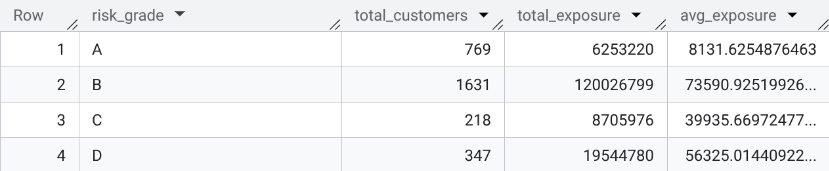 Row risk_grade total_customers total_exposure avg_exposure
1 A 769 6253220 8131.6254876463
2 B 1631 120026799 73590.92519926...
3 C 218 8705976 39935.66972477...
4 D 347 19544780 56325.01440922...